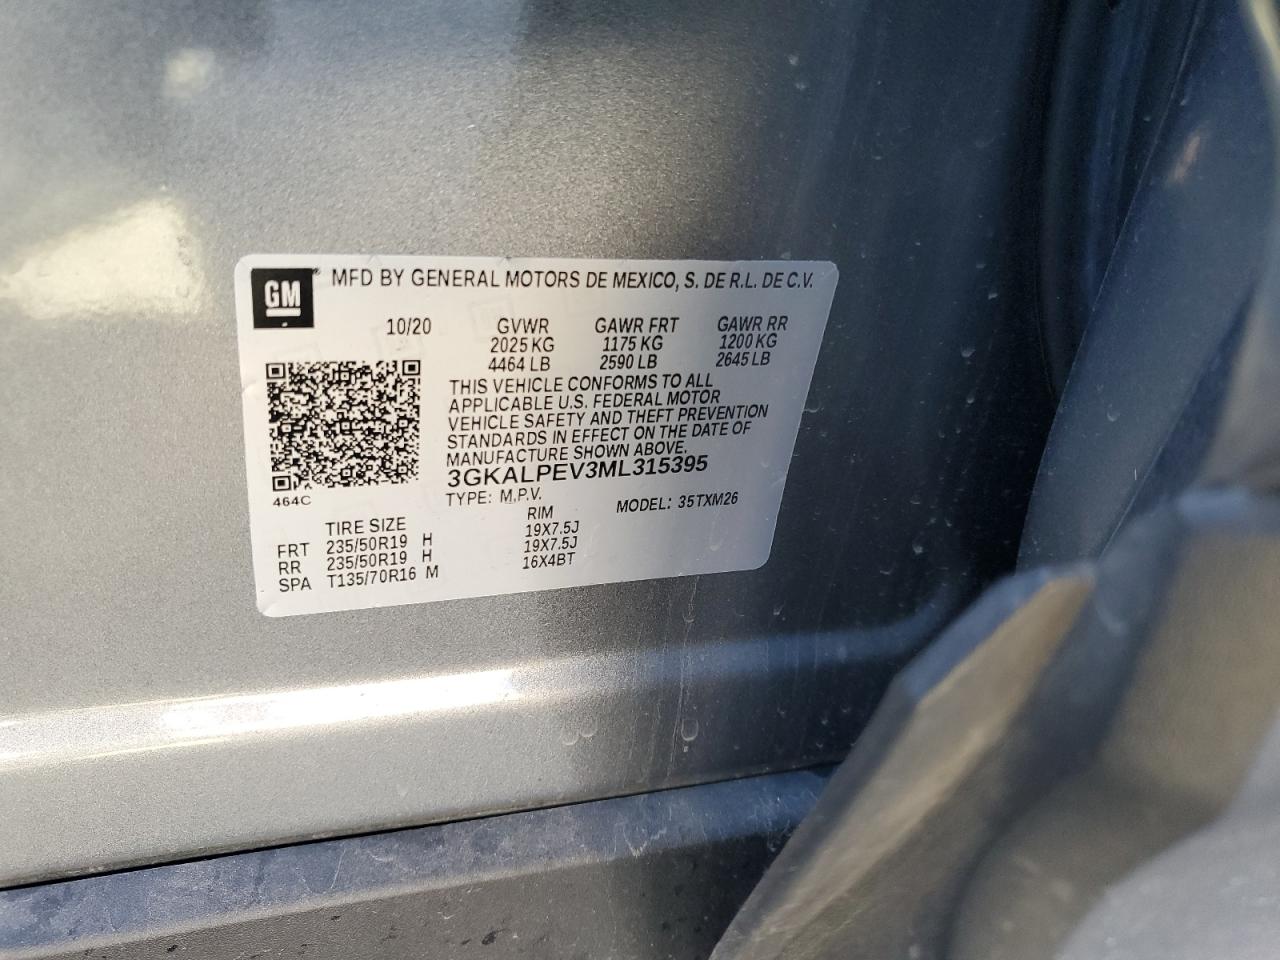 GM ® MFD BY GENERAL MOTORS DE MEXICO, S. DE R.L. DE C.V.
10/20 GVWR GAWR FRT GAWR RR
2025 KG 1175 KG 1200 KG
4464 LB 2590 LB 2645 LB
THIS VEHICLE CONFORMS TO ALL
APPLICABLE U.S. FEDERAL MOTOR
VEHICLE SAFETY AND THEFT PREVENTION
STANDARDS IN EFFECT ON THE DATE OF
MANUFACTURE SHOWN ABOVE.
3GKALPEV3ML315395
464C
TYPE: M.P.V. MODEL: 35TXM26
TIRE SIZE RIM
FRT 235/50R19 H 19X7.5J
RR 235/50R19 H 19X7.5J
SPA T135/70R16 M 16X4BT